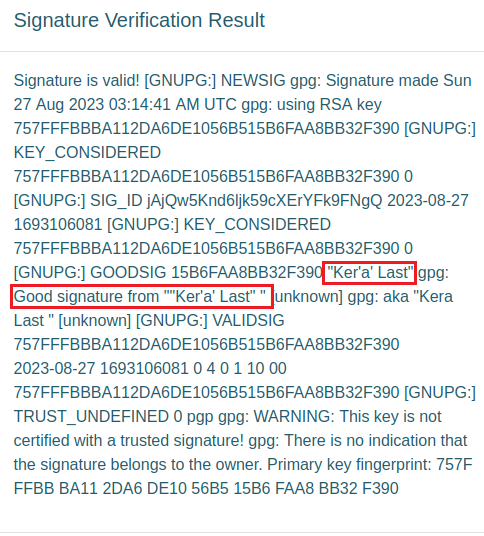 Signature Verification Result
Signature is valid! [GNUPG:] NEWSIG gpg: Signature made Sun
27 Aug 2023 03:14:41 AM UTC gpg: using RSA key
757FFFBBBA112DA6DE1056B515B6FAA8BB32F390 [GNUPG:]
KEY_CONSIDERED
757FFFBBBA112DA6DE1056B515B6FAA8BB32F390 0
[GNUPG:] SIG_ID jAjQw5Knd6ljk59cXErYFk9FNgQ 2023-08-27
1693106081 [GNUPG:] KEY_CONSIDERED
757FFFBBBA112DA6DE1056B515B6FAA8BB32F390 0
[GNUPG:] GOODSIG 15B6FAA8BB32F390 "Ker'a' Last" gpg:
Good signature from ""Ker'a' Last" " [unknown] gpg: aka "Kera
Last " [unknown] [GNUPG:] VALIDSIG
757FFFBBBA112DA6DE1056B515B6FAA8BB32F390
2023-08-27 1693106081 0 4 0 1 10 00
757FFFBBBA112DA6DE1056B515B6FAA8BB32F390 [GNUPG:]
TRUST_UNDEFINED 0 pgp gpg: WARNING: This key is not
certified with a trusted signature! gpg: There is no indication that
the signature belongs to the owner. Primary key fingerprint: 757F
FFBB BA11 2DA6 DE10 56B5 15B6 FAA8 BB32 F390